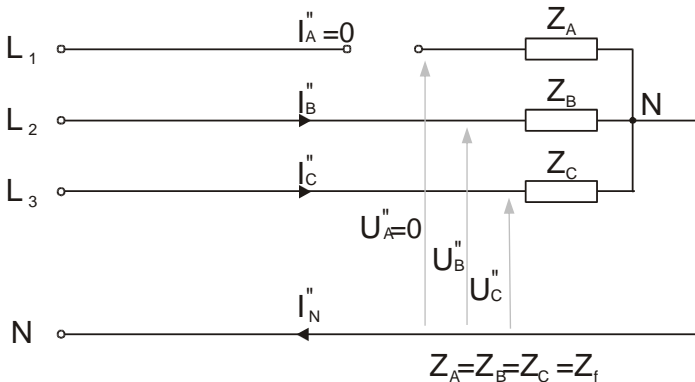 I"A=0
ZA
L1
I"B
ZB
N
L2
I"C
ZC
L3
U"A=0
U"B
U"C
I"N
N
ZA=ZB=ZC=Zf